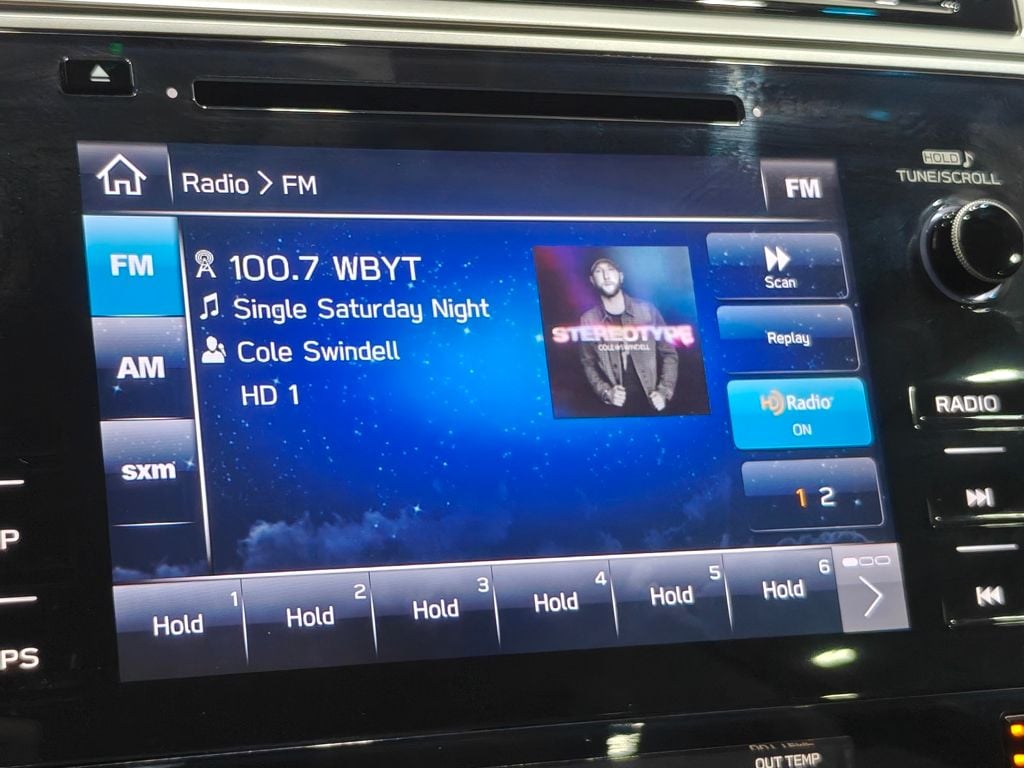 HOLD
TUNE/SCROLL
Radio > FM
FM
FM
100.7 WBYT
Single Saturday Night
Cole Swindell
HD 1
STEREOTYPE
COLE SWINDELL
Scan
Replay
HD Radio
ON
1 2
AM
sxm
RADIO
P
PS
Hold 1
Hold 2
Hold 3
Hold 4
Hold 5
Hold 6
OUT TEMP